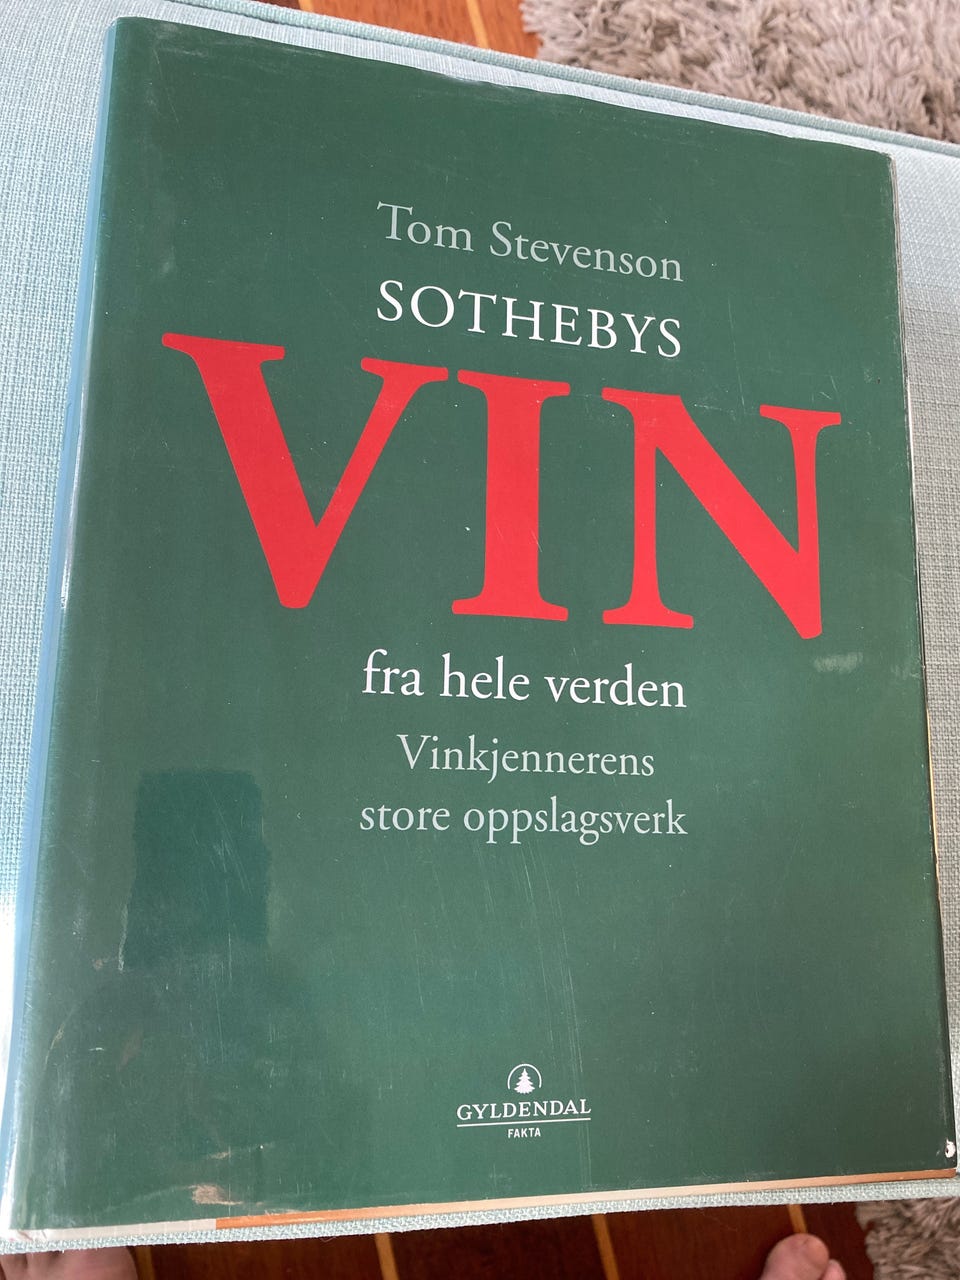 Tom Stevenson
SOTHEBYS
VIN
fra hele verden
Vinkjennerens
store oppslagsverk
GYLDENDAL
FAKTA